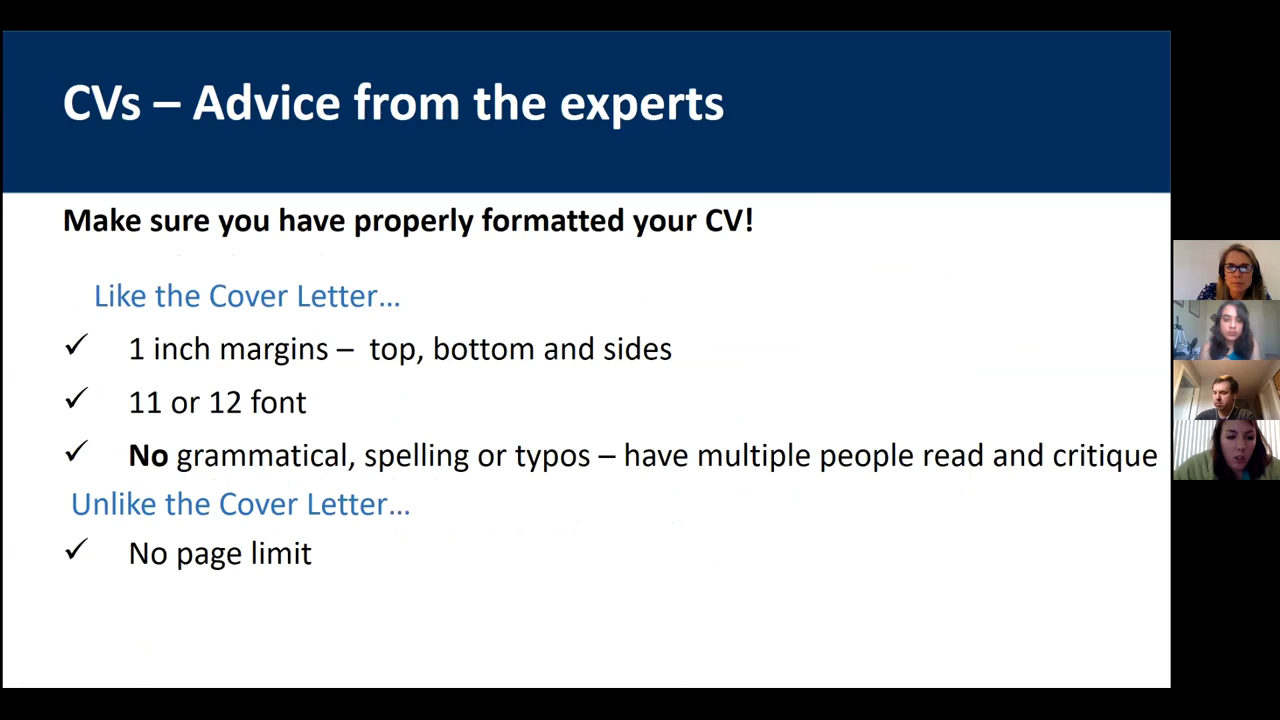 CVs – Advice from the experts
Make sure you have properly formatted your CV!
Like the Cover Letter…
✓ 1 inch margins – top, bottom and sides
✓ 11 or 12 font
✓ No grammatical, spelling or typos – have multiple people read and critique
Unlike the Cover Letter…
✓ No page limit